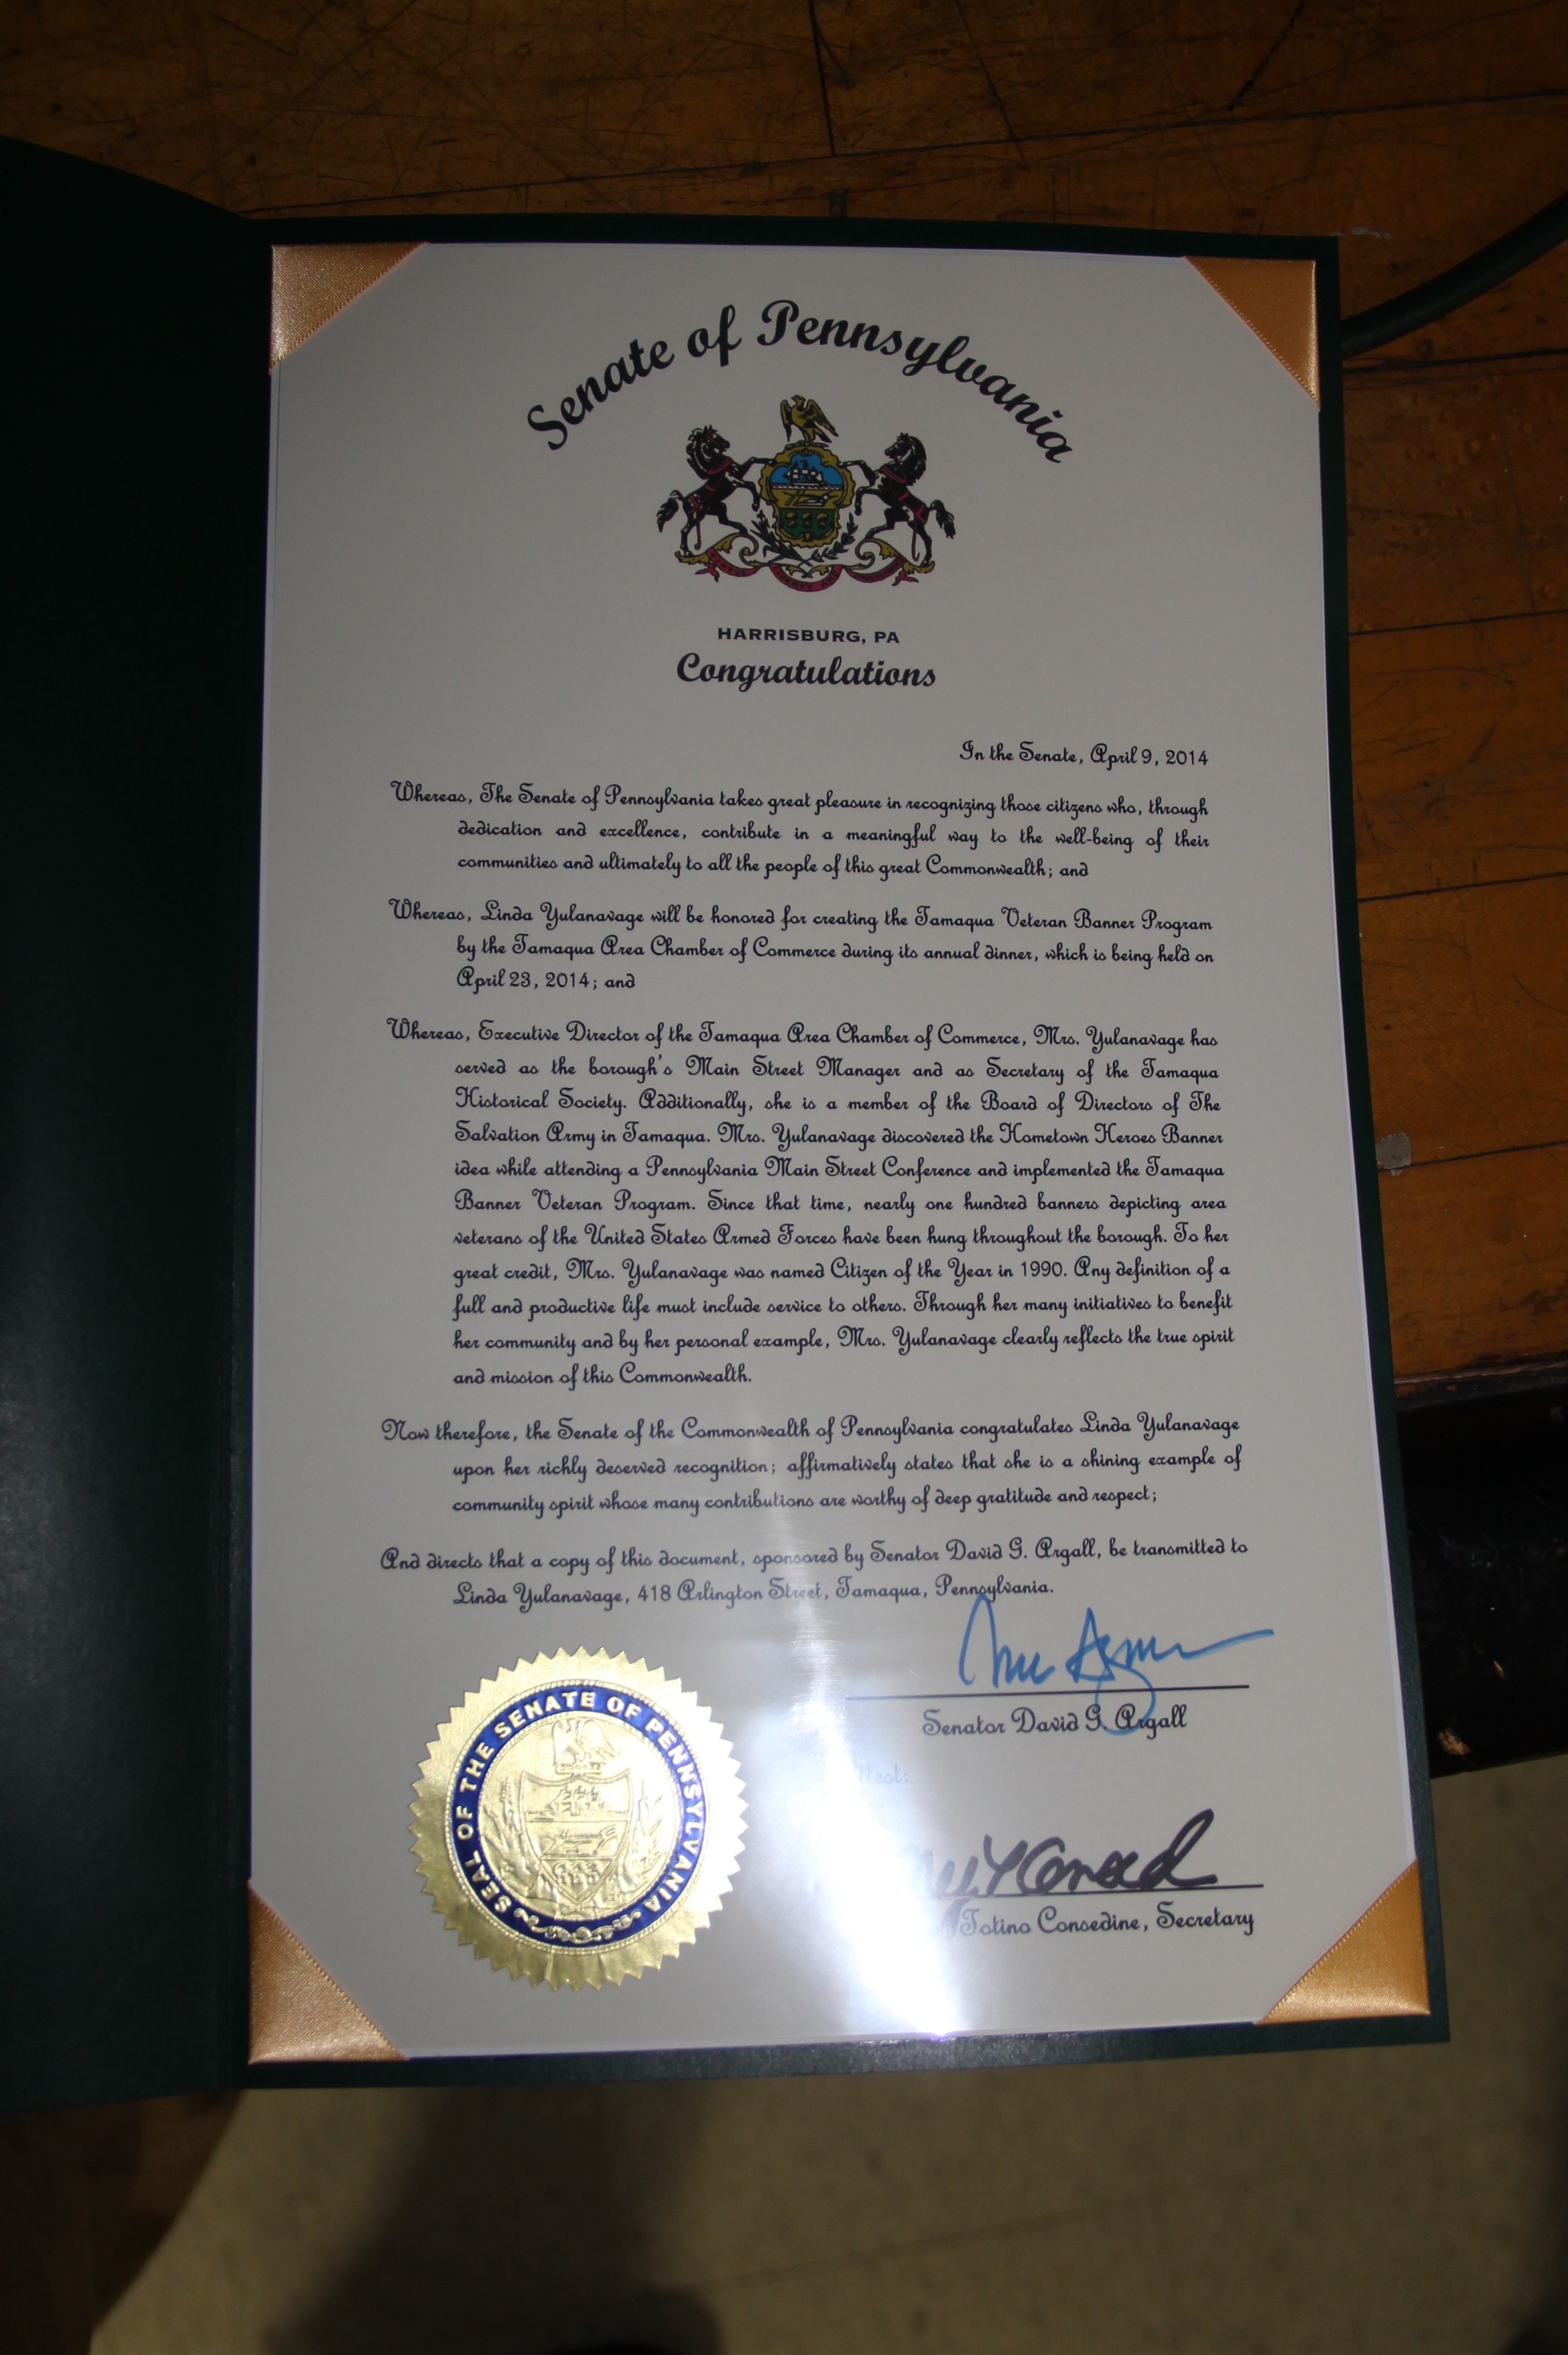 Senate of Pennsylvania
HARRISBURG, PA
Congratulations
In the Senate, April 9, 2014
Whereas, The Senate of Pennsylvania takes great pleasure in recognizing those citizens who, through
dedication and excellence, contribute in a meaningful way to the well-being of their
communities and ultimately to all the people of this great Commonwealth; and
Whereas, Linda Yulanavage will be honored for creating the Tamaqua Veteran Banner Program
by the Tamaqua Area Chamber of Commerce during its annual dinner, which is being held on
April 23, 2014; and
Whereas, Executive Director of the Tamaqua Area Chamber of Commerce, Mrs. Yulanavage has
served as the borough's Main Street Manager and as Secretary of the Tamaqua
Historical Society. Additionally, she is a member of the Board of Directors of The
Salvation Army in Tamaqua. Mrs. Yulanavage discovered the Hometown Heroes Banner
idea while attending a Pennsylvania Main Street Conference and implemented the Tamaqua
Banner Veteran Program. Since that time, nearly one hundred banners depicting area
veterans of the United States Armed Forces have been hung throughout the borough. To her
great credit, Mrs. Yulanavage was named Citizen of the Year in 1990. Any definition of a
full and productive life must include service to others. Through her many initiatives to benefit
her community and by her personal example, Mrs. Yulanavage clearly reflects the true spirit
and mission of this Commonwealth.
Now therefore, the Senate of the Commonwealth of Pennsylvania congratulates Linda Yulanavage
upon her richly deserved recognition; affirmatively states that she is a shining example of
community spirit whose many contributions are worthy of deep gratitude and respect;
And directs that a copy of this document, sponsored by Senator David G. Argall, be transmitted to
Linda Yulanavage, 418 Arlington Street, Tamaqua, Pennsylvania.
Senator David G. Argall
Totino Consedine, Secretary
SEAL OF THE SENATE OF PENNSYLVANIA